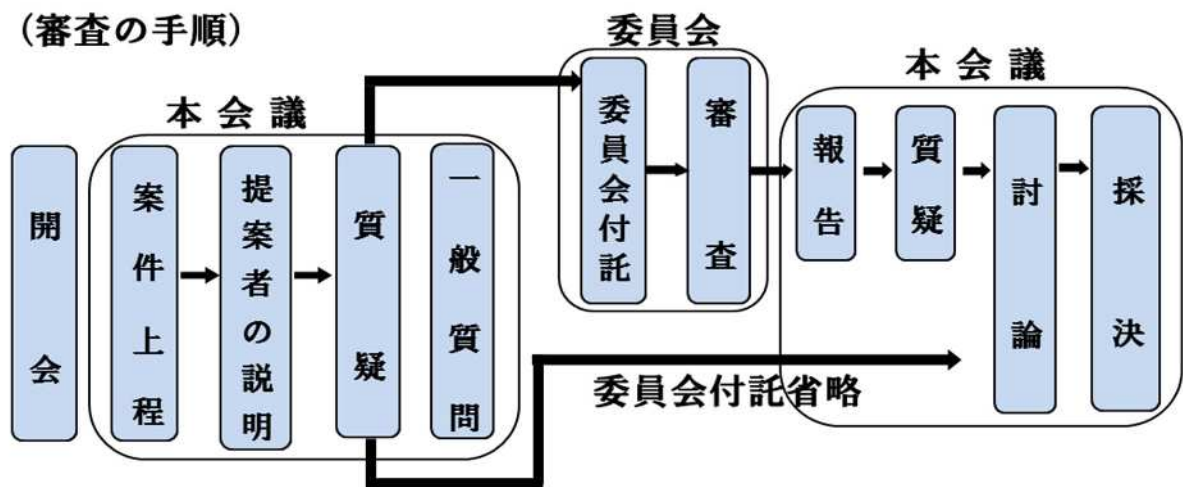 (審査の手順)
本会議
開会
案件上程
提案者の説明
質疑
一般質問
委員会
委員会付託
審査
本会議
報告
質疑
討論
採決
委員会付託省略